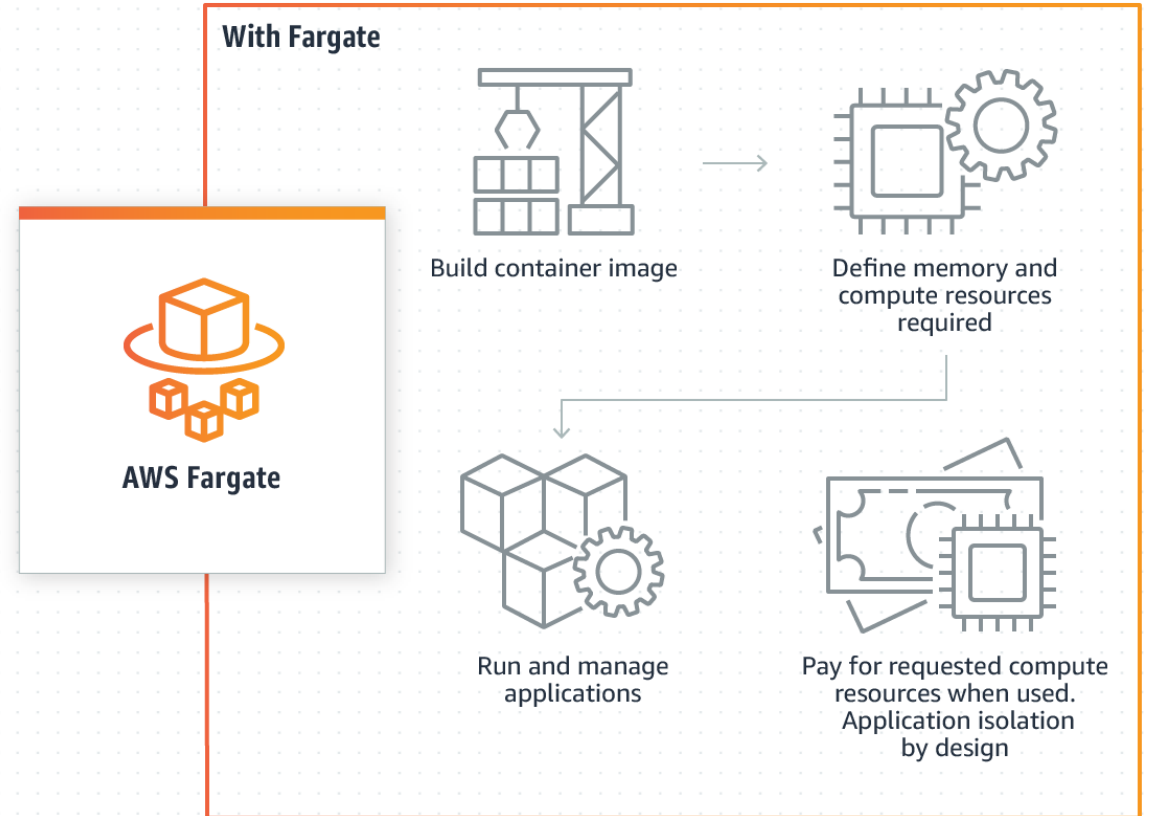 With Fargate
AWS Fargate
Build container image
Define memory and
compute resources
required
Run and manage
applications
Pay for requested compute
resources when used.
Application isolation
by design